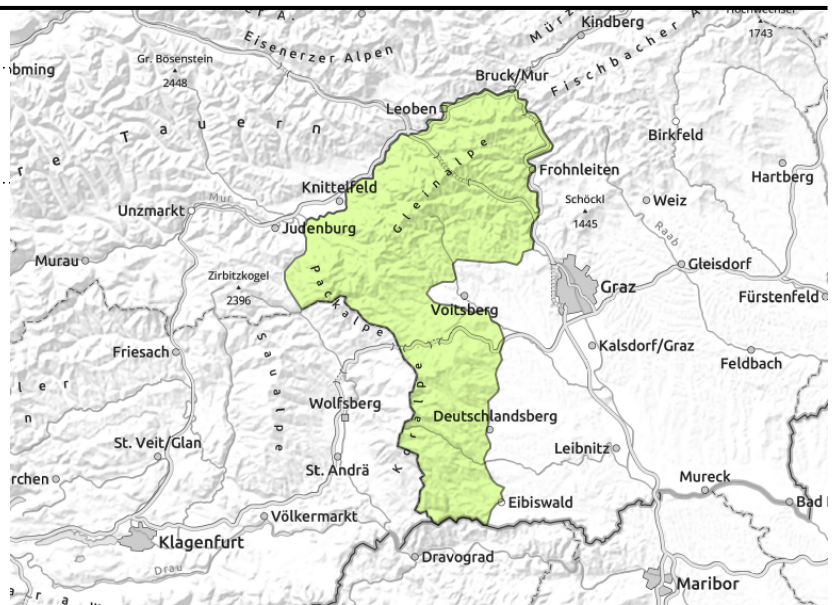 Kindberg
1743
Eisenerzer Alpen
Gr. Bösenstein
2448
Bruck/Mur
Fischbacher A
Leoben
Tauern
Birkfeld
Gleinalpe
Frohnleiten
Hartberg
Knittelfeld
Schöckl
1445
Weiz
Unzmarkt
Mur
Judenburg
Raab
Murau
Zirbitzkogel
2396
Packalpe
Gleisdorf
Graz
Fürstenfeld
Voitsberg
Friesach
Saualpe
Kalsdorf/Graz
Feldbach
Wolfsberg
Koralpe
Deutschlandsberg
St. Veit/Glan
St. Andrä
Leibnitz
Mureck
Eibiswald
Bad
Völkermarkt
Klagenfurt
Dravograd
Drau
Maribor